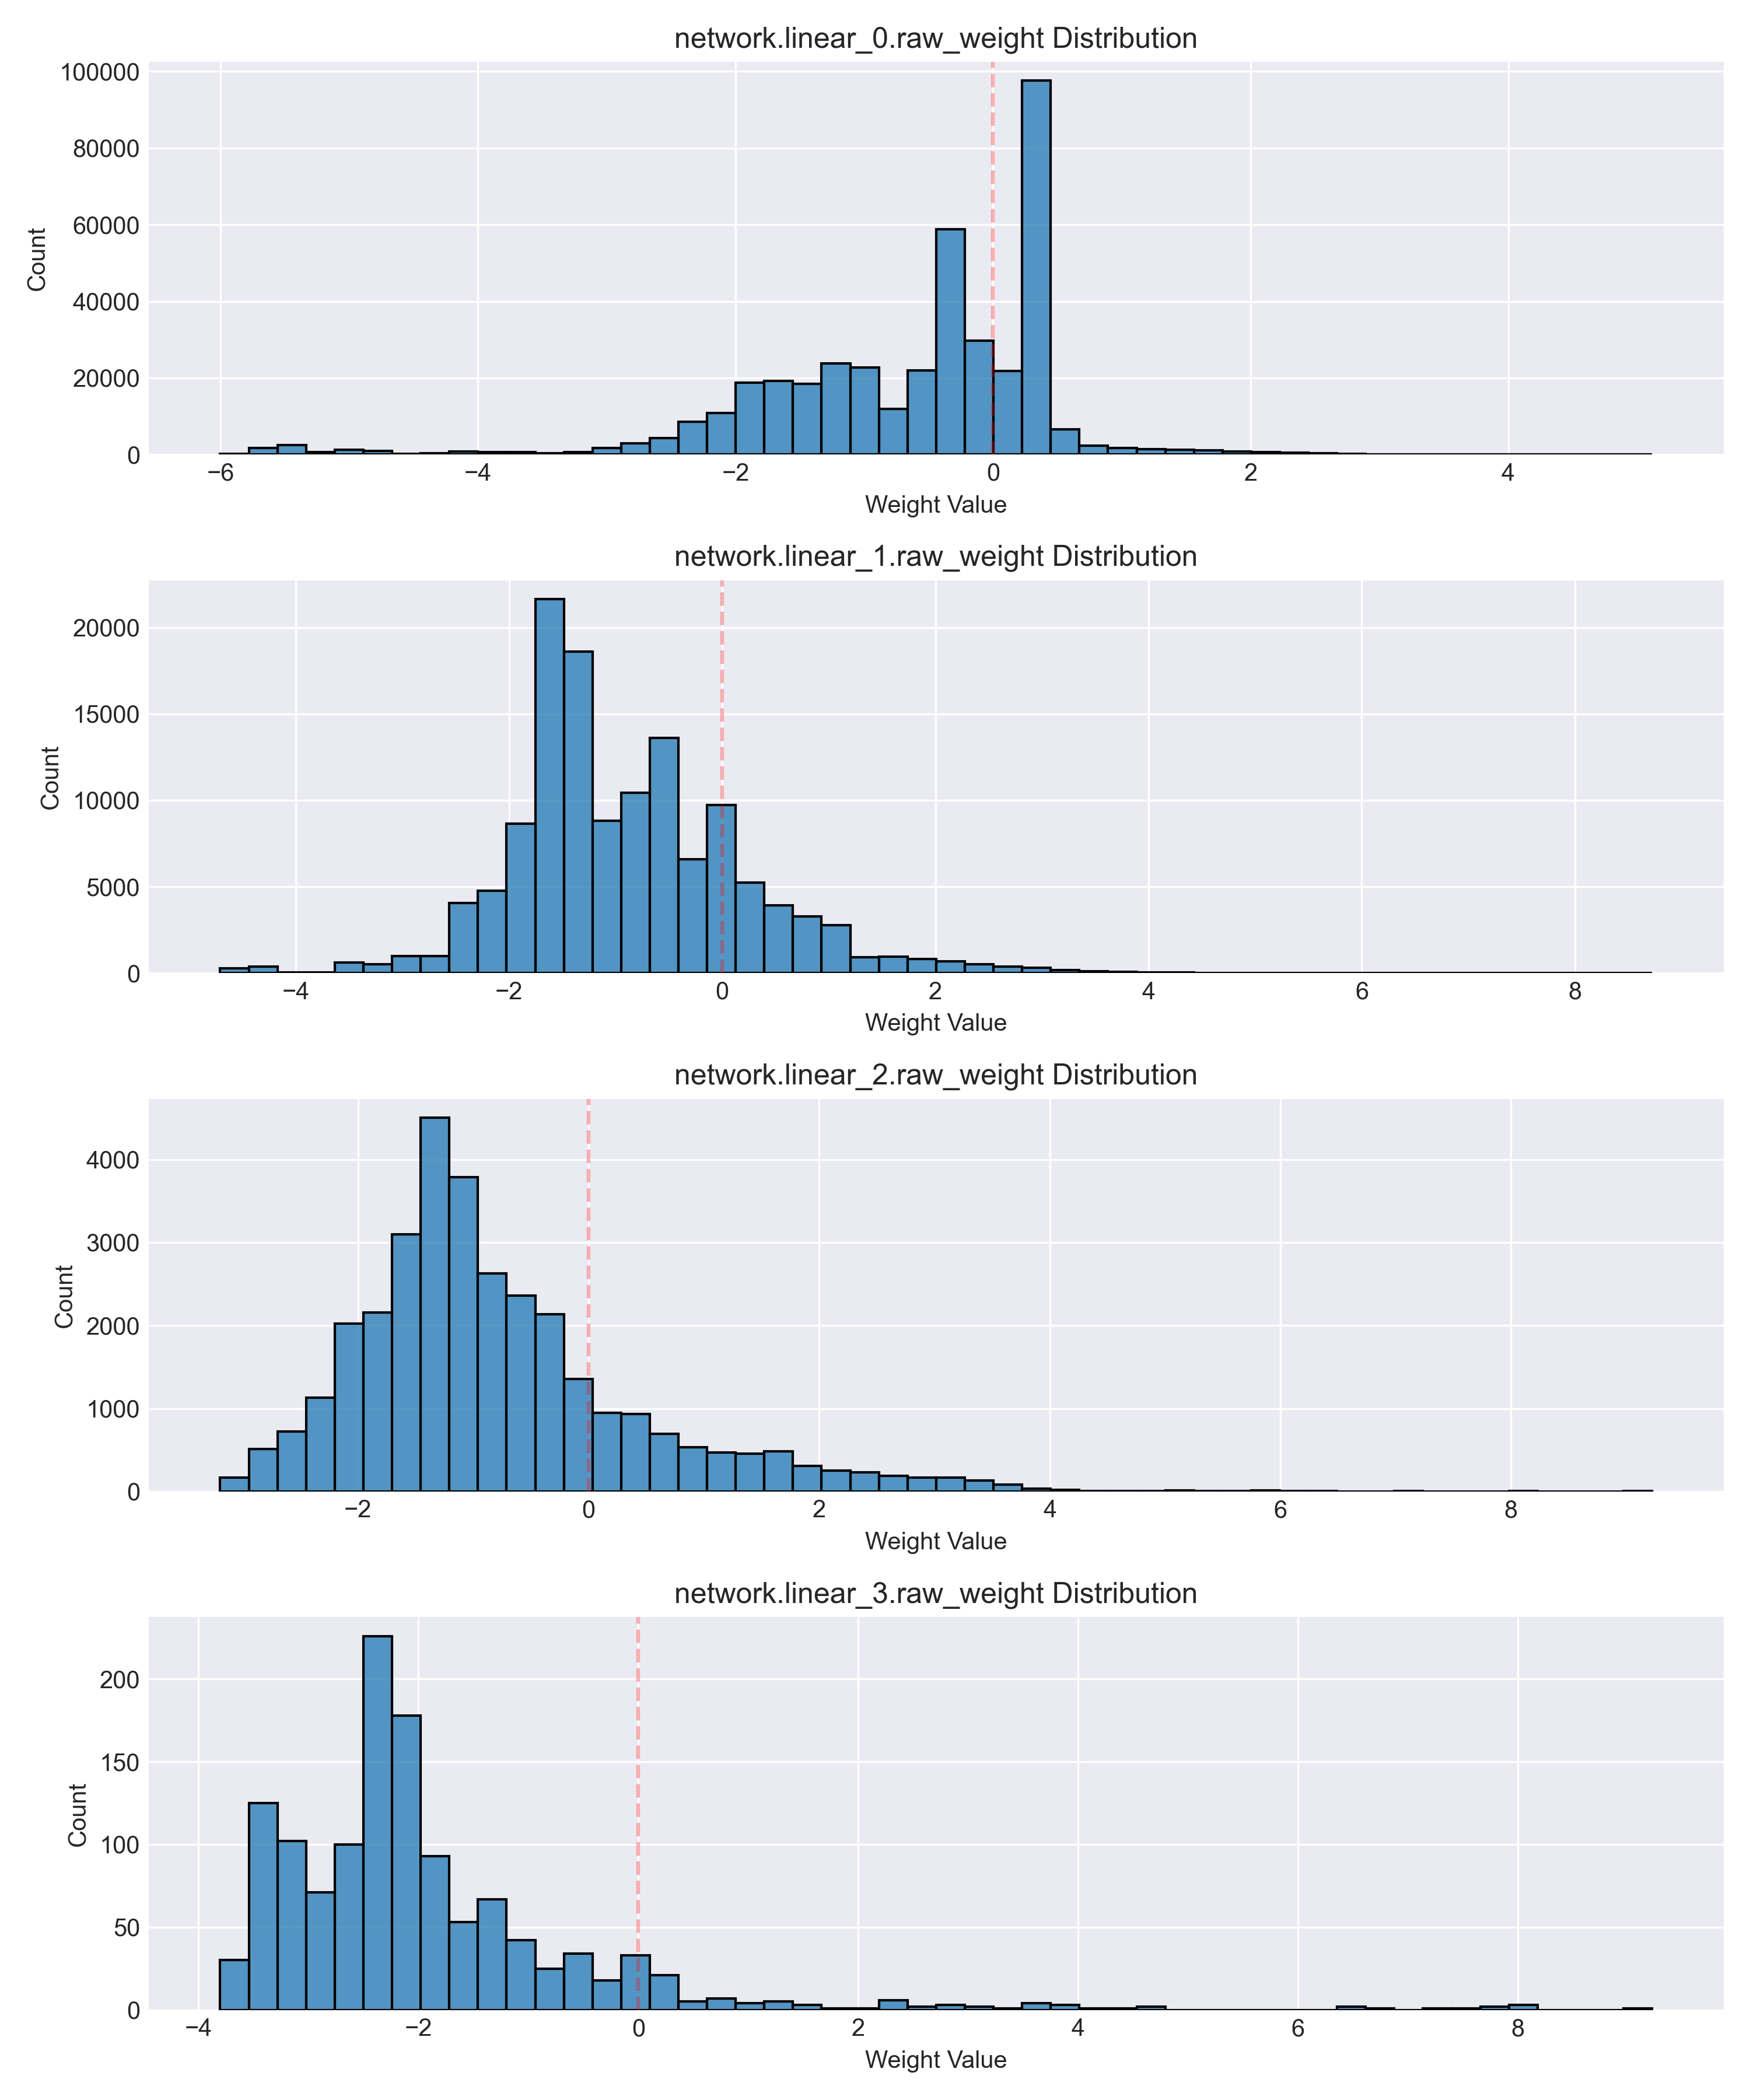 network.linear_0.raw_weight Distribution
100000
80000
60000
40000
20000
0
Count
−6 −4 −2 0 2 4
Weight Value
network.linear_1.raw_weight Distribution
20000
15000
10000
5000
0
Count
−4 −2 0 2 4 6 8
Weight Value
network.linear_2.raw_weight Distribution
4000
3000
2000
1000
0
Count
−2 0 2 4 6 8
Weight Value
network.linear_3.raw_weight Distribution
200
150
100
50
0
Count
−4 −2 0 2 4 6 8
Weight Value